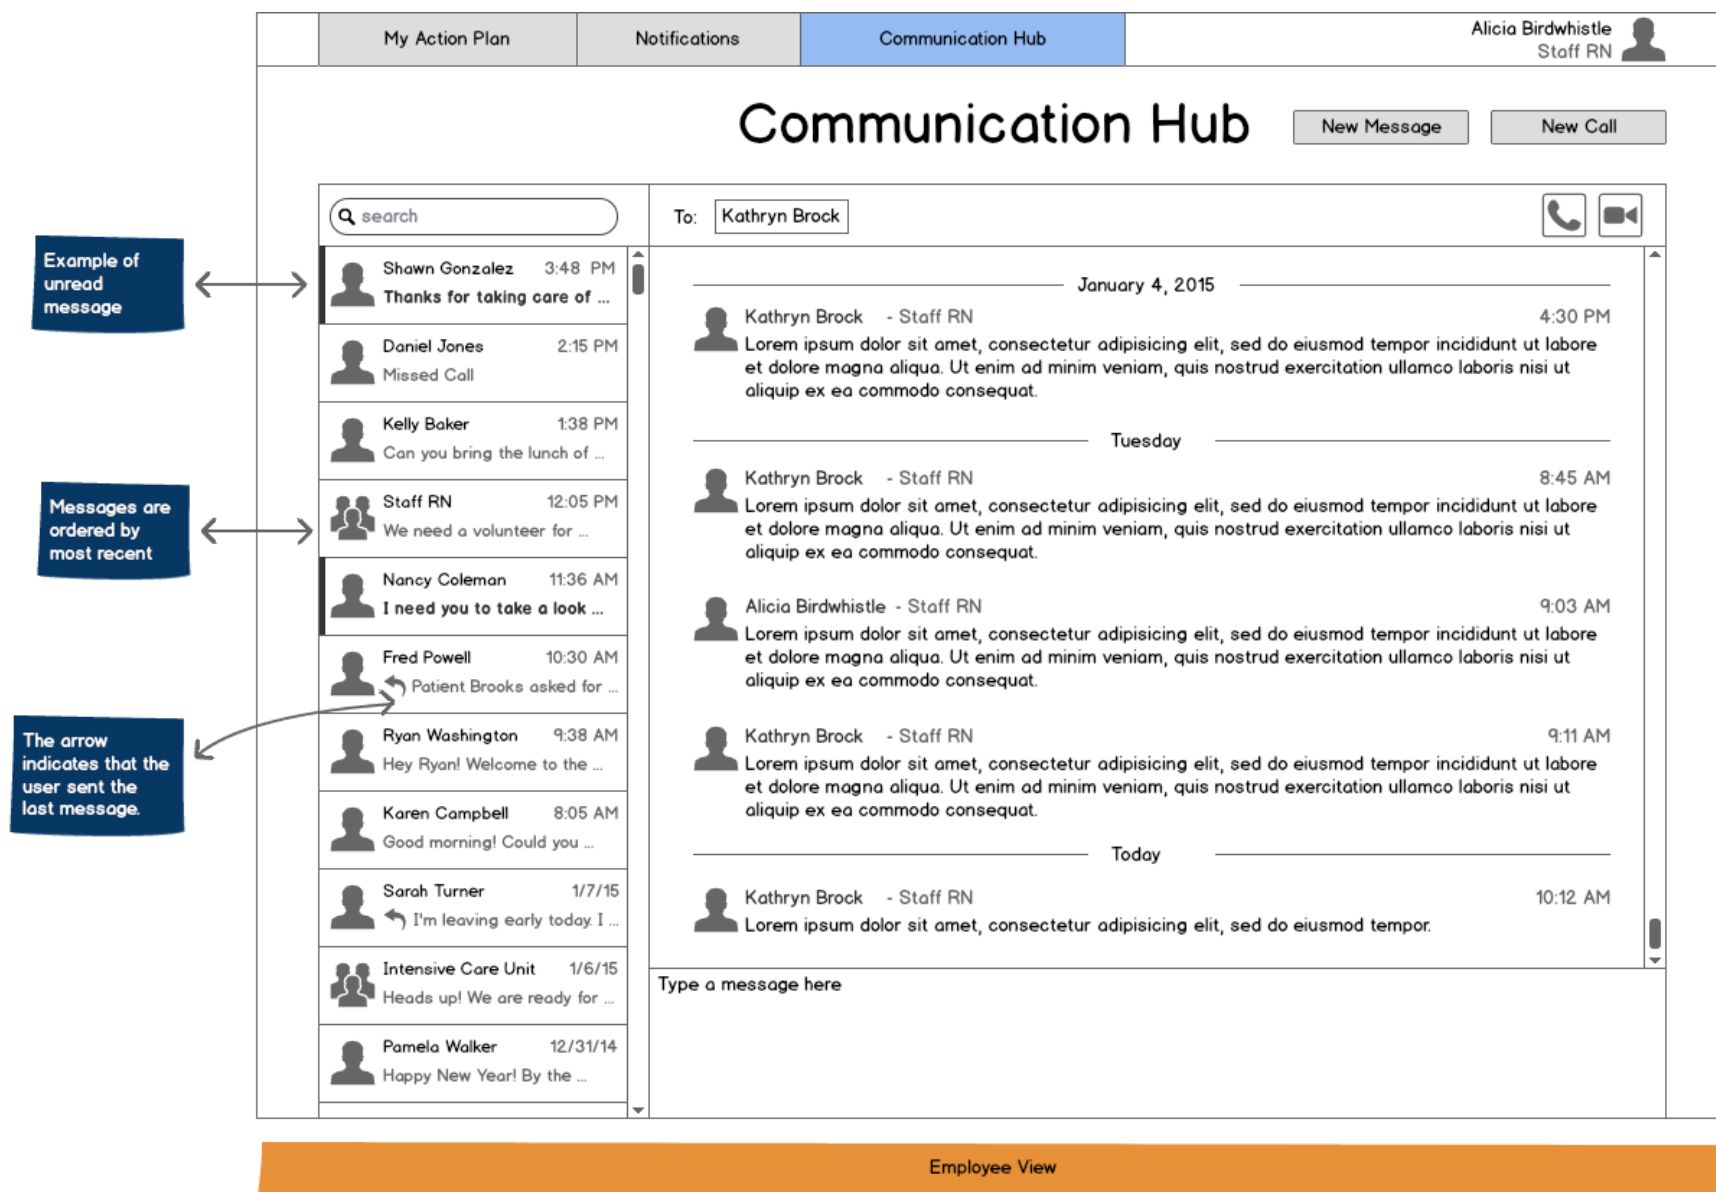 My Action Plan
Notifications
Communication Hub
Alicia Birdwhistle
Staff RN
Communication Hub
New Message
New Call
search
To:
Kathryn Brock
Example of
unread
message
Messages are
ordered by
most recent
The arrow
indicates that the
user sent the
last message.
Shawn Gonzalez 3:48 PM
Thanks for taking care of ...
Daniel Jones 2:15 PM
Missed Call
Kelly Baker 1:38 PM
Can you bring the lunch of ...
Staff RN 12:05 PM
We need a volunteer for ...
Nancy Coleman 11:36 AM
I need you to take a look ...
Fred Powell 10:30 AM
Patient Brooks asked for ...
Ryan Washington 9:38 AM
Hey Ryan! Welcome to the ...
Karen Campbell 8:05 AM
Good morning! Could you ...
Sarah Turner 1/7/15
I'm leaving early today. I ...
Intensive Care Unit 1/6/15
Heads up! We are ready for ...
Pamela Walker 12/31/14
Happy New Year! By the ...
January 4, 2015
Kathryn Brock - Staff RN 4:30 PM
Lorem ipsum dolor sit amet, consectetur adipisicing elit, sed do eiusmod tempor incididunt ut labore
et dolore magna aliqua. Ut enim ad minim veniam, quis nostrud exercitation ullamco laboris nisi ut
aliquip ex ea commodo consequat.
Tuesday
Kathryn Brock - Staff RN 8:45 AM
Lorem ipsum dolor sit amet, consectetur adipisicing elit, sed do eiusmod tempor incididunt ut labore
et dolore magna aliqua. Ut enim ad minim veniam, quis nostrud exercitation ullamco laboris nisi ut
aliquip ex ea commodo consequat.
Alicia Birdwhistle - Staff RN 9:03 AM
Lorem ipsum dolor sit amet, consectetur adipisicing elit, sed do eiusmod tempor incididunt ut labore
et dolore magna aliqua. Ut enim ad minim veniam, quis nostrud exercitation ullamco laboris nisi ut
aliquip ex ea commodo consequat.
Kathryn Brock - Staff RN 9:11 AM
Lorem ipsum dolor sit amet, consectetur adipisicing elit, sed do eiusmod tempor incididunt ut labore
et dolore magna aliqua. Ut enim ad minim veniam, quis nostrud exercitation ullamco laboris nisi ut
aliquip ex ea commodo consequat.
Today
Kathryn Brock - Staff RN 10:12 AM
Lorem ipsum dolor sit amet, consectetur adipisicing elit, sed do eiusmod tempor.
Type a message here
Employee View